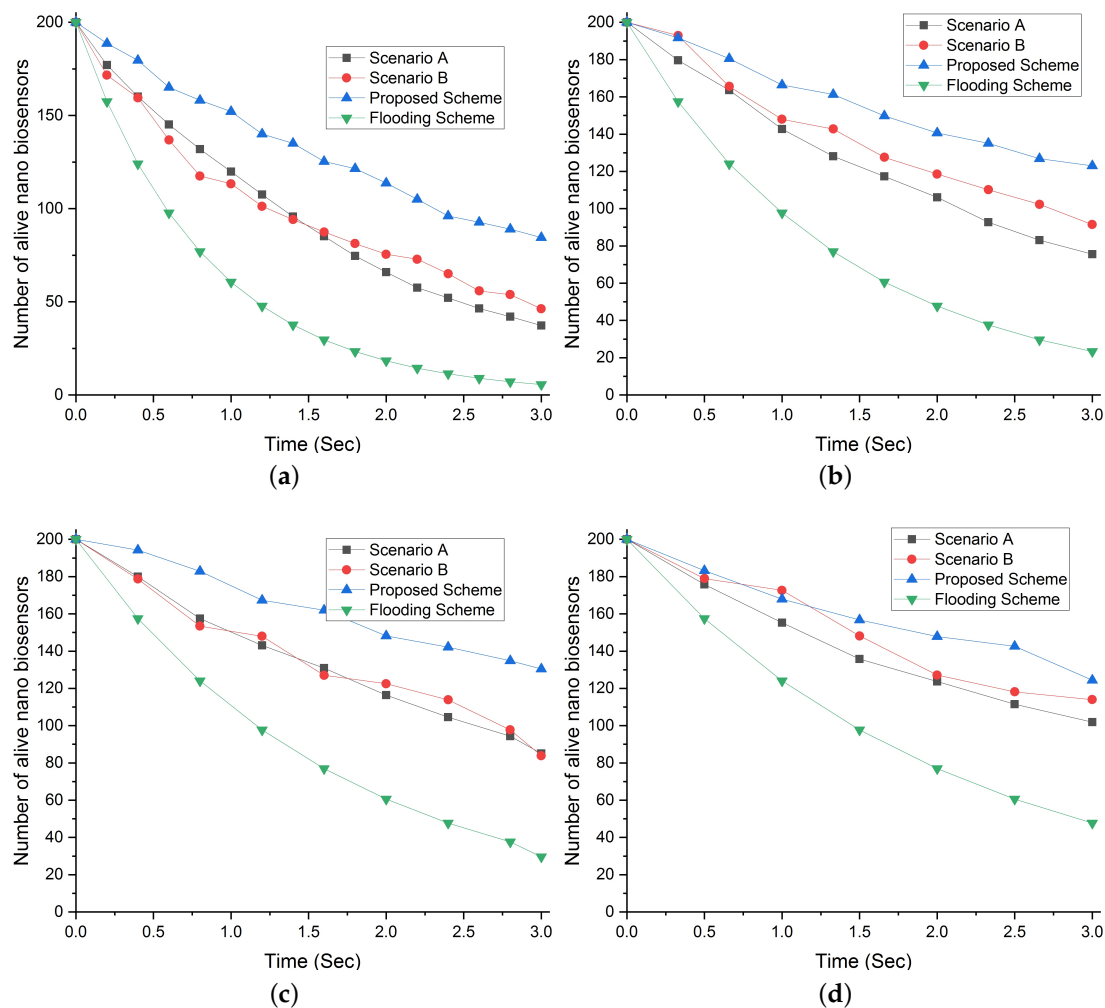 200
150
100
50
0
Number of alive nano biosensors
Scenario A
Scenario B
Proposed Scheme
Flooding Scheme
0.0 0.5 1.0 1.5 2.0 2.5 3.0
Time (Sec)
(a)
200
180
160
140
120
100
80
60
40
20
0
Number of alive nano biosensors
Scenario A
Scenario B
Proposed Scheme
Flooding Scheme
0.0 0.5 1.0 1.5 2.0 2.5 3.0
Time (Sec)
(b)
200
180
160
140
120
100
80
60
40
20
0
Number of alive nano biosensors
Scenario A
Scenario B
Proposed Scheme
Flooding Scheme
0.0 0.5 1.0 1.5 2.0 2.5 3.0
Time (Sec)
(c)
200
180
160
140
120
100
80
60
40
20
0
Number of alive nano biosensors
Scenario A
Scenario B
Proposed Scheme
Flooding Scheme
0.0 0.5 1.0 1.5 2.0 2.5 3.0
Time (Sec)
(d)